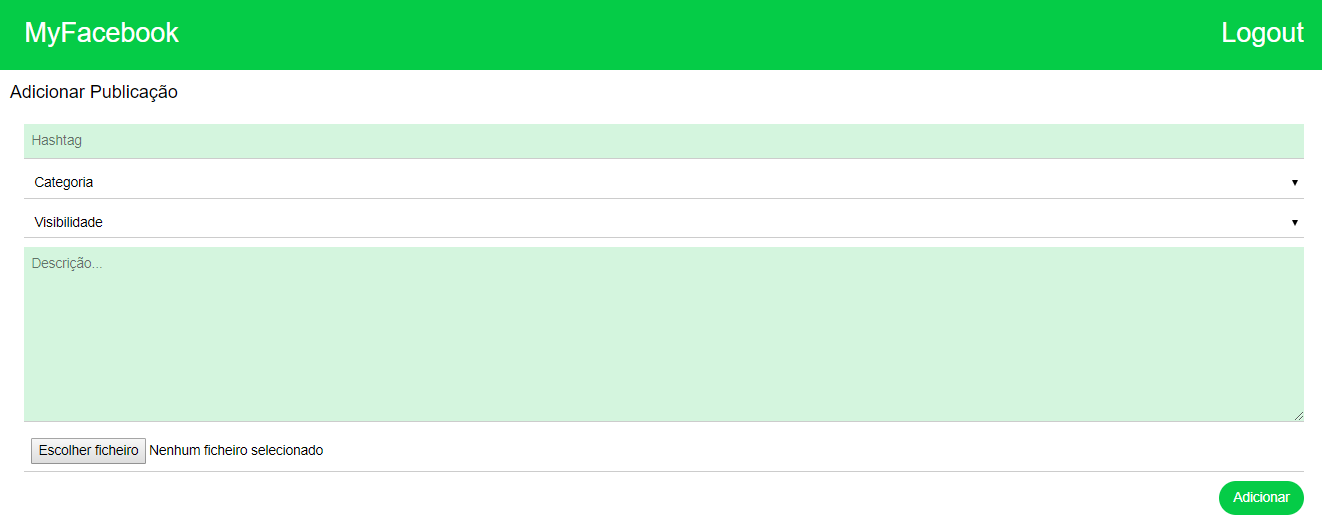 MyFacebook Logout
Adicionar Publicação
Hashtag
Categoria
Visibilidade
Descrição...
Escolher ficheiro Nenhum ficheiro selecionado
Adicionar